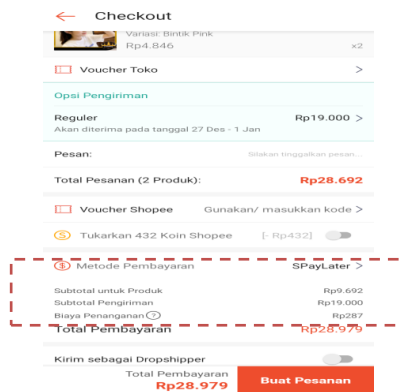 Checkout
Variasi: Bintik Pink
Rp4.846 x2
Voucher Toko >
Opsi Pengiriman
Reguler Rp19.000 >
Akan diterima pada tanggal 27 Des - 1 Jan
Pesan: Silakan tinggalkan pesan...
Total Pesanan (2 Produk): Rp28.692
Voucher Shopee Gunakan/ masukkan kode >
Tukarkan 432 Koin Shopee [- Rp432]
Metode Pembayaran SPayLater >
Subtotal untuk Produk Rp9.692
Subtotal Pengiriman Rp19.000
Biaya Penanganan ? Rp287
Total Pembayaran Rp28.979
Kirim sebagai Dropshipper
Total Pembayaran
Rp28.979
Buat Pesanan